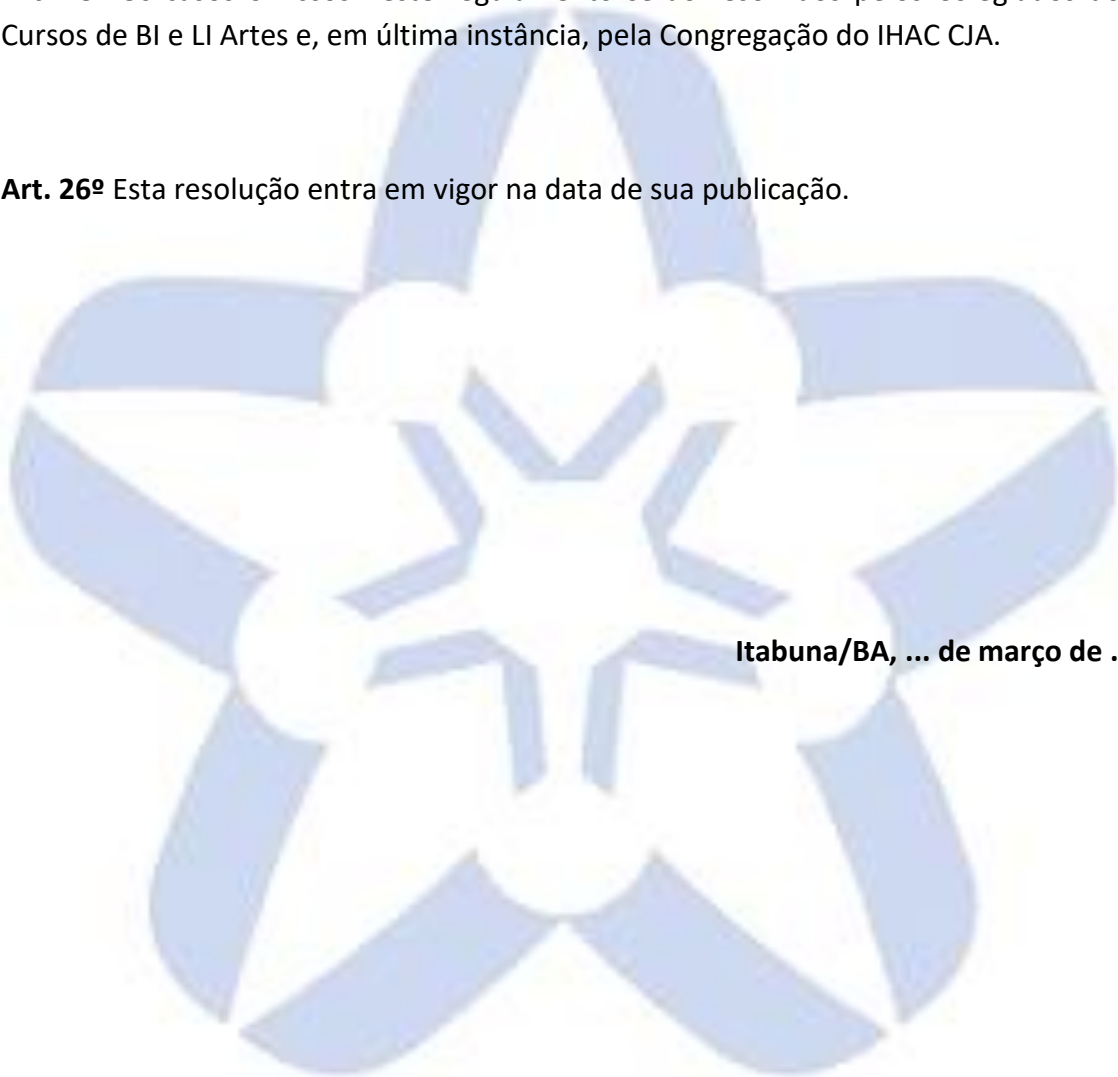 Cursos de BI e LI Artes e, em última instância, pela Congregação do IHAC CJA.
Art. 26º Esta resolução entra em vigor na data de sua publicação.
Itabuna/BA, ... de março de .